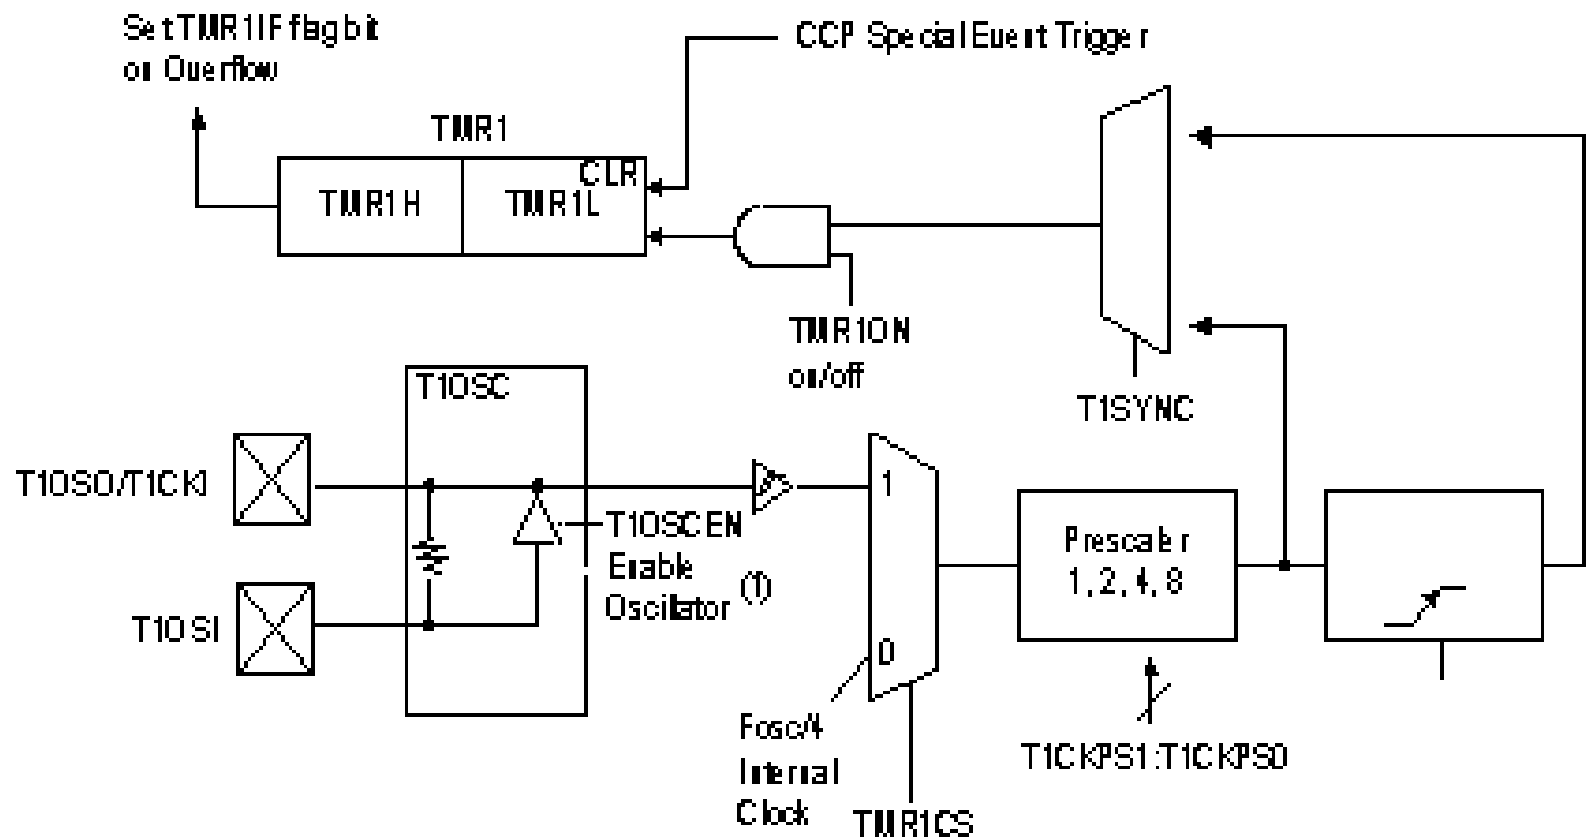 Set TMR1IF flag bit
on Overflow
CCP Special Event Trigger
TMR1
CLR
TMR1H
TMR1L
TMR1ON
on/off
T1SYNC
T1OSC
T1OSO/T1CKI
T1OSCEN
Enable
Oscillator (1)
T1OSI
1
0
Prescaler
1, 2, 4, 8
Fosc/4
Internal
Clock
TMR1CS
T1CKPS1:T1CKPS0